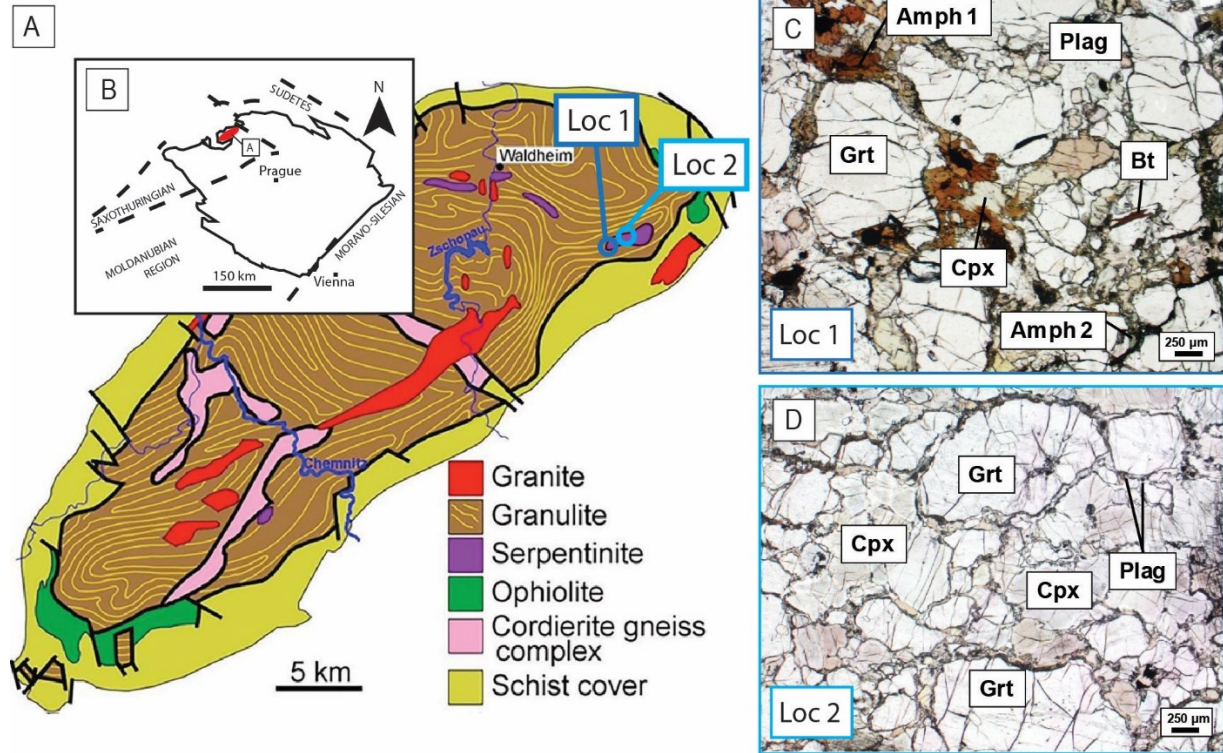 A
B
SUDETES
N
A
Prague
SAXOTHURINGIAN
MOLDANUBIAN
REGION
MORAVO-SILESIAN
150 km
Vienna
Loc 1
Loc 2
Waldheim
Zschopau
Chemnitz
5 km
Granite
Granulite
Serpentinite
Ophiolite
Cordierite gneiss
complex
Schist cover
C
Amph 1
Plag
Grt
Bt
Cpx
Amph 2
Loc 1
250 µm
D
Grt
Cpx
Cpx
Plag
Grt
Loc 2
250 µm